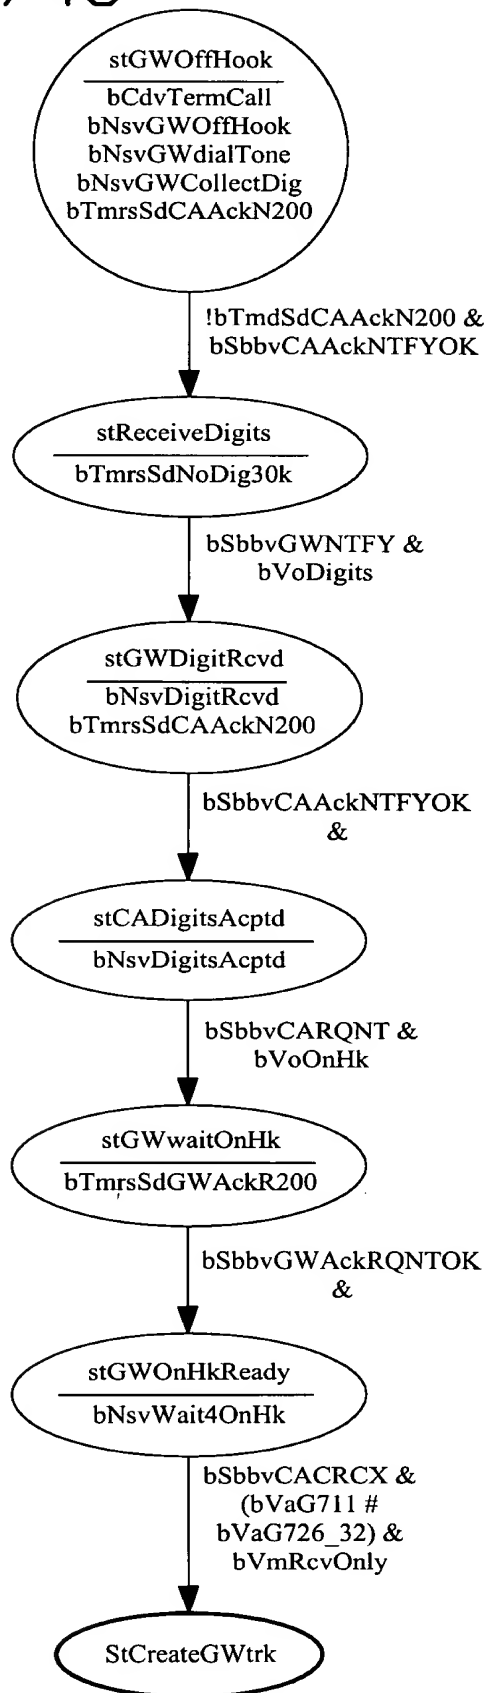 stGWOffHook
bCdvTermCall
bNsvGWOffHook
bNsvGWdialTone
bNsvGWCollectDig
bTmrsSdCAAckN200
!bTmdSdCAAckN200 &
bSbbvCAAckNTFYOK
stReceiveDigits
bTmrsSdNoDig30k
bSbbvGWNTFY &
bVoDigits
stGWDigitRcvd
bNsvDigitRcvd
bTmrsSdCAAckN200
bSbbvCAAckNTFYOK
&
stCADigitsAcptd
bNsvDigitsAcptd
bSbbvCARQNT &
bVoOnHk
stGWwaitOnHk
bTmrsSdGWAckR200
bSbbvGWAckRQNTOK
&
stGWOnHkReady
bNsvWait4OnHk
bSbbvCACRCX &
(bVaG711 #
bVaG726_32) &
bVmRcvOnly
StCreateGWtrk